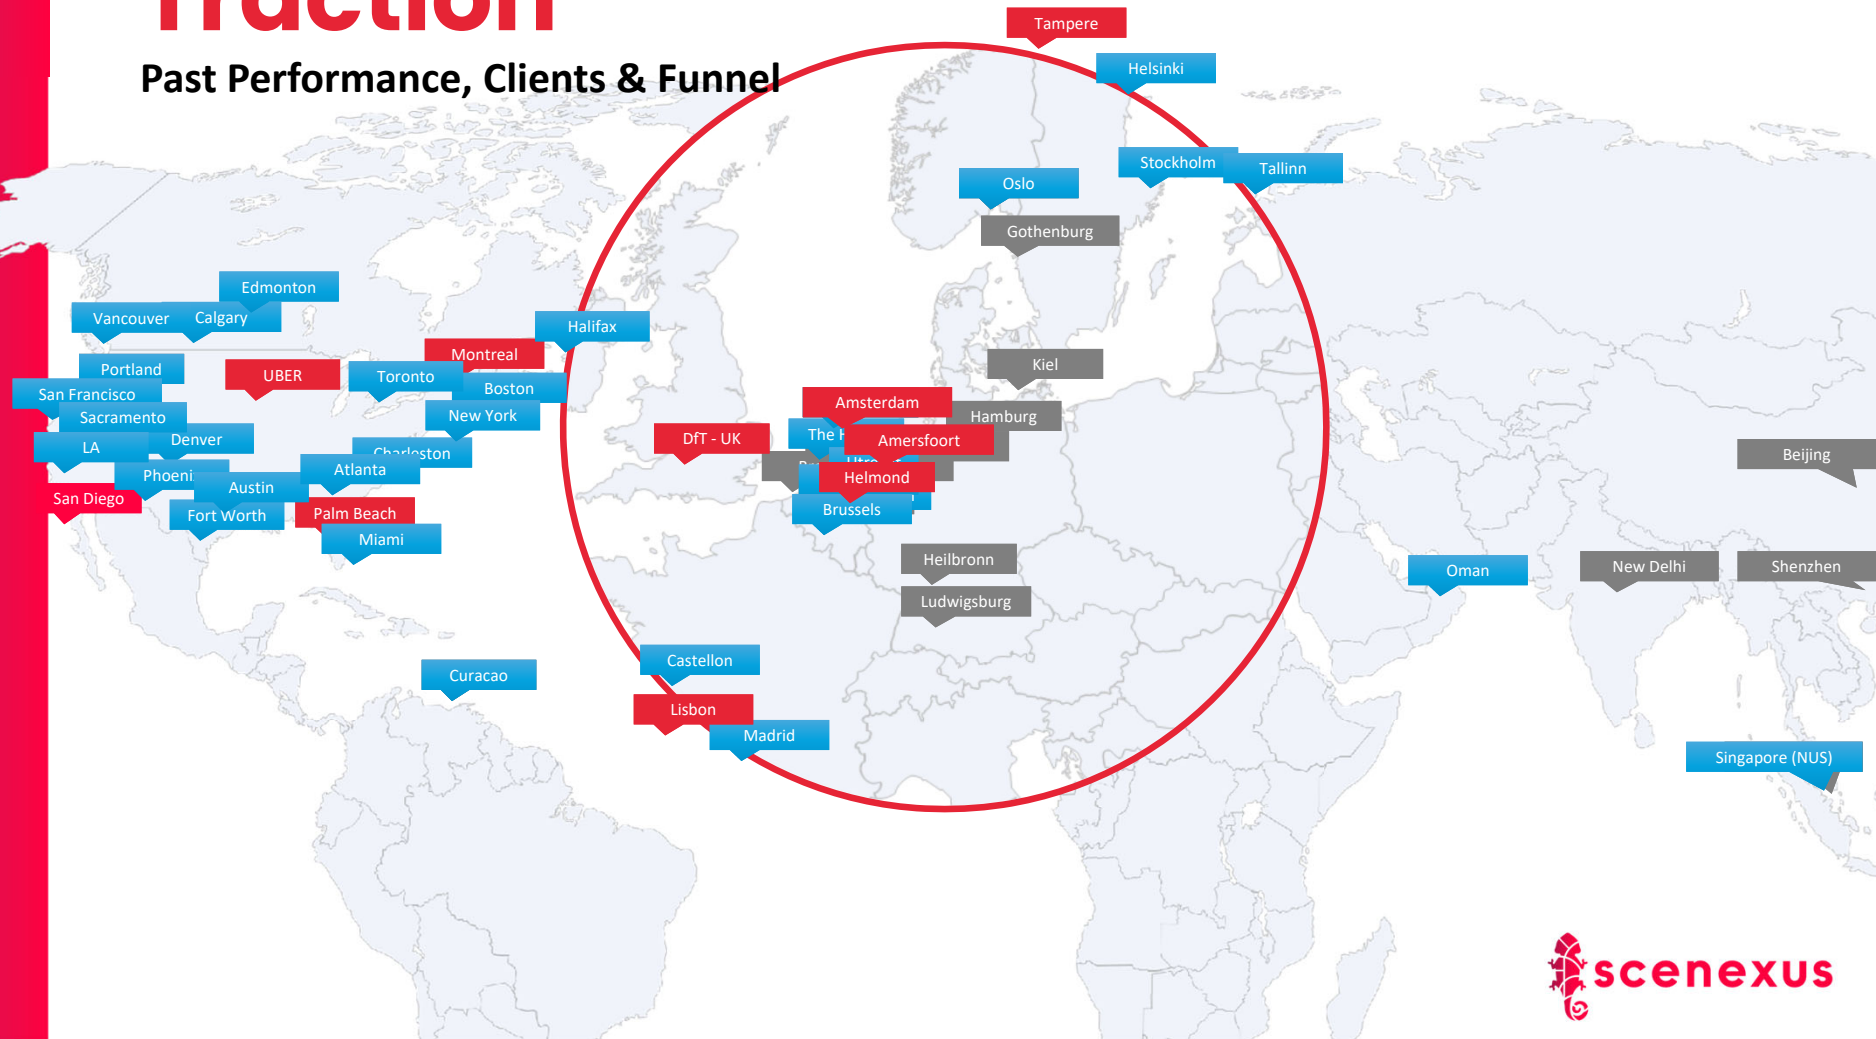 Traction
Past Performance, Clients & Funnel
Tampere
Helsinki
Stockholm
Tallinn
Oslo
Gothenburg
Edmonton
Vancouver
Calgary
Halifax
Montreal
Portland
UBER
Toronto
Boston
Kiel
San Francisco
Sacramento
New York
Amsterdam
Hamburg
LA
Denver
Charleston
DfT - UK
The H
Amersfoort
Beijing
Phoeni
Atlanta
Austin
Helmond
San Diego
Fort Worth
Palm Beach
Brussels
Miami
Heilbronn
Oman
New Delhi
Shenzhen
Ludwigsburg
Castellon
Curacao
Lisbon
Madrid
Singapore (NUS)
scenexus